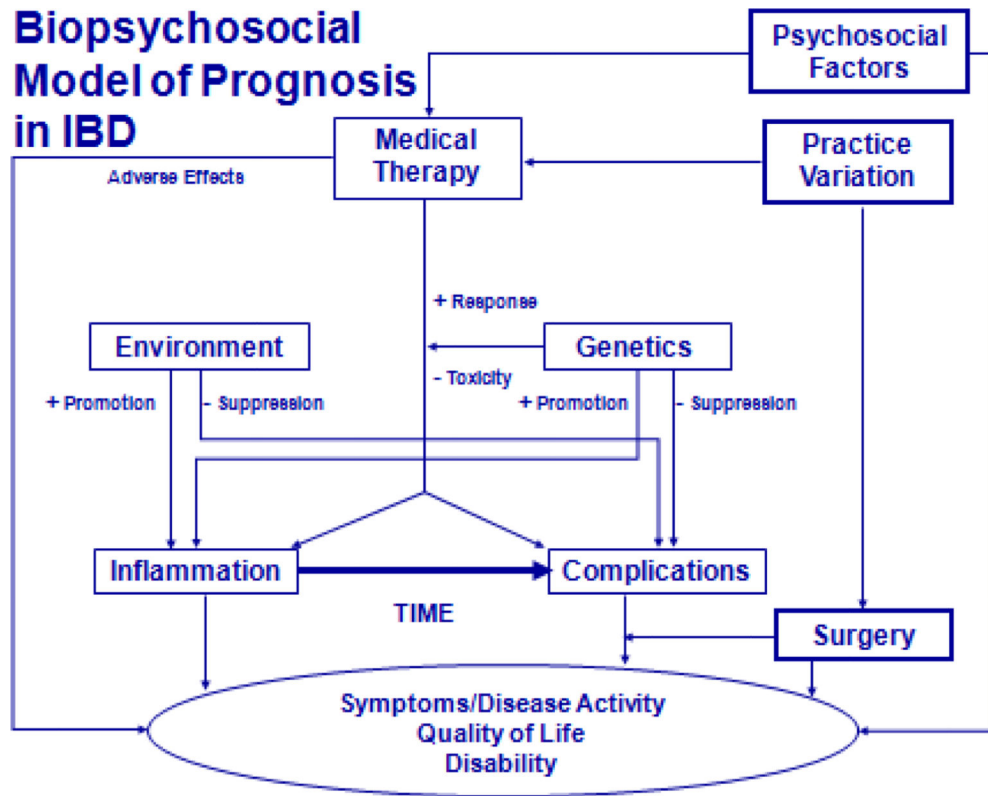 Biopsychosocial
Model of Prognosis
in IBD
Psychosocial
Factors
Medical
Therapy
Practice
Variation
Adverse Effects
+ Response
Environment
Genetics
- Toxicity
+ Promotion
- Suppression
+ Promotion
- Suppression
Inflammation
Complications
TIME
Surgery
Symptoms/Disease Activity
Quality of Life
Disability